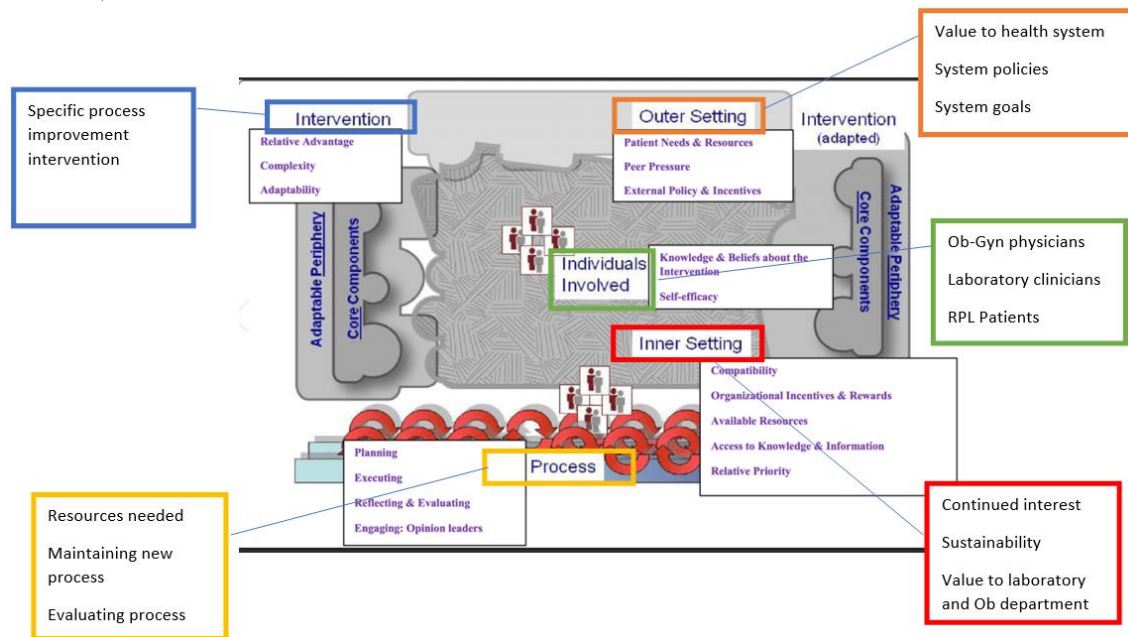 Value to health system
System policies
System goals
Specific process
improvement
intervention
Intervention
Relative Advantage
Complexity
Adaptability
Outer Setting
Patient Needs & Resources
Peer Pressure
External Policy & Incentives
Intervention
(adapted)
Adaptable Periphery
Core Components
Individuals
Involved
Knowledge & Beliefs about the
Intervention
Self-efficacy
Core Components
Adaptable Periphery
Ob-Gyn physicians
Laboratory clinicians
RPL Patients
Inner Setting
Compatibility
Organizational Incentives & Rewards
Available Resources
Access to Knowledge & Information
Relative Priority
Process
Planning
Executing
Reflecting & Evaluating
Engaging: Opinion leaders
Resources needed
Maintaining new
process
Evaluating process
Continued interest
Sustainability
Value to laboratory
and Ob department